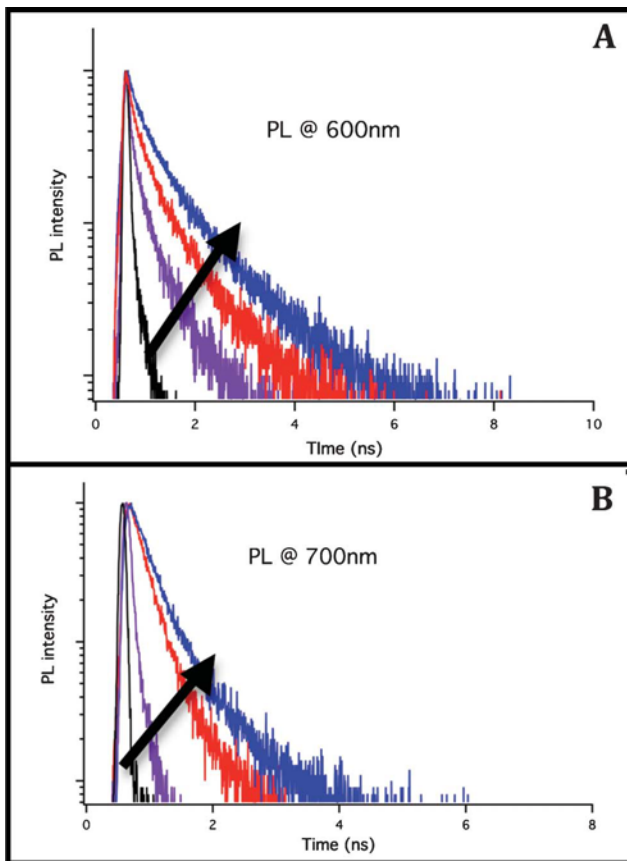 A
PL @ 600nm
PL intensity
0 2 4 6 8 10
TIme (ns)
B
PL @ 700nm
PL intensity
0 2 4 6 8
Time (ns)